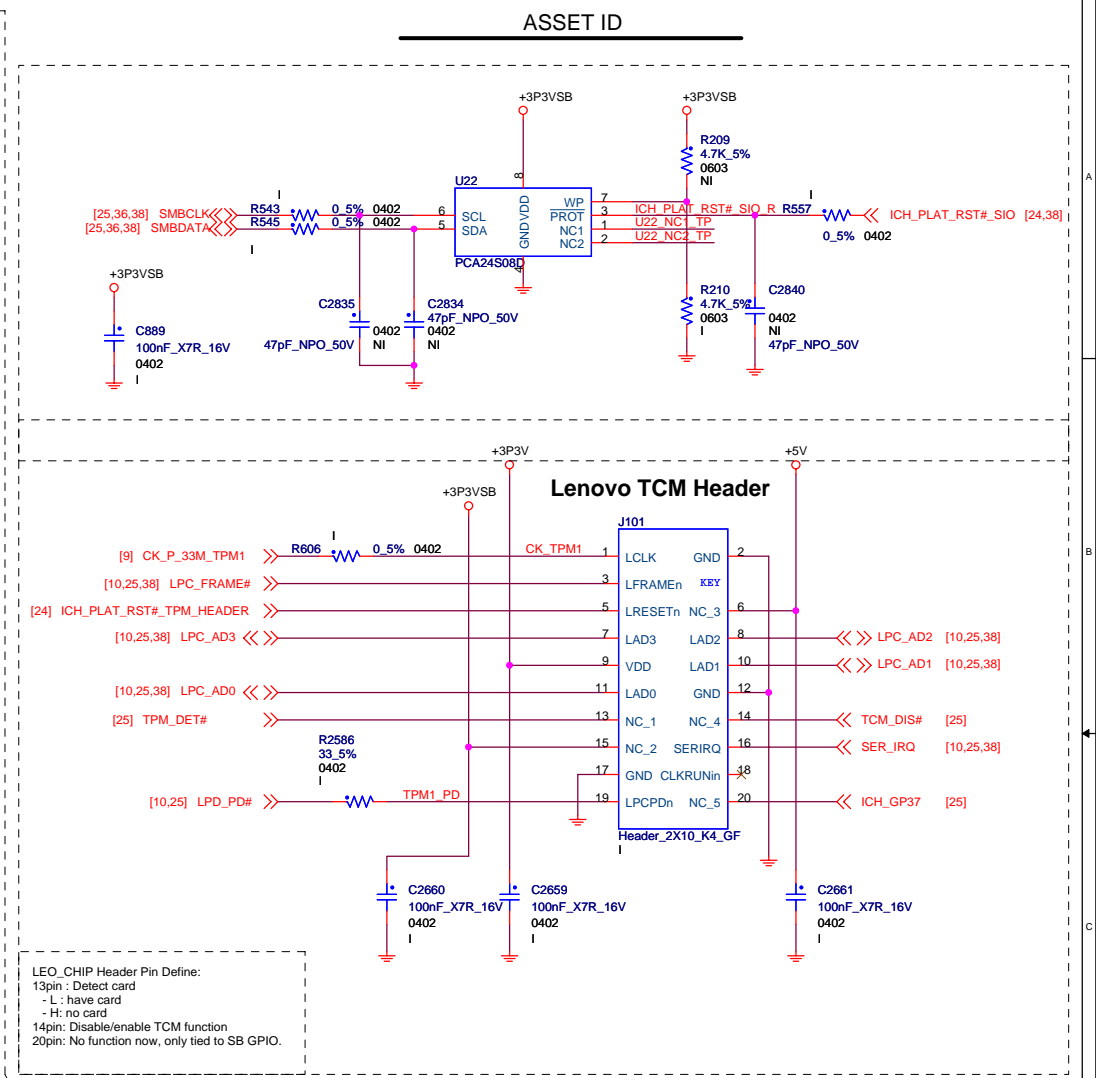 ASSET ID
+3P3VSB
+3P3VSB
R209
4.7K_5%
0603
NI
A
U22
8
I
I
[25,36,38] SMBCLK
R543
0_5%
0402
6
SCL
GND
VDD
WP
7
PROT
3
ICH_PLAT_RST#_SIO_R
R557
ICH_PLAT_RST#_SIO [24,38]
[25,36,38] SMBDATA
R545
0_5%
0402
5
SDA
NC1
1
U22_NC1_TP
NC2
2
U22_NC2_TP
0_5% 0402
I
PCA24S08D
4
+3P3VSB
C889
100nF_X7R_16V
0402
I
C2835
0402
NI
47pF_NPO_50V
C2834
47pF_NPO_50V
0402
NI
R210
4.7K_5%
0603
I
C2840
0402
NI
47pF_NPO_50V
+3P3V
+5V
+3P3VSB
Lenovo TCM Header
J101
B
I
[9] CK_P_33M_TPM1
R606
0_5% 0402
CK_TPM1
1
LCLK
GND
2
[10,25,38] LPC_FRAME#
3
LFRAMEn
KEY
[24] ICH_PLAT_RST#_TPM_HEADER
5
LRESETn
NC_3
6
[10,25,38] LPC_AD3
7
LAD3
LAD2
8
LPC_AD2 [10,25,38]
9
VDD
LAD1
10
LPC_AD1 [10,25,38]
[10,25,38] LPC_AD0
11
LAD0
GND
12
[25] TPM_DET#
13
NC_1
NC_4
14
TCM_DIS# [25]
15
NC_2
SERIRQ
16
SER_IRQ [10,25,38]
R2586
33_5%
0402
I
17
GND
CLKRUNin
18
[10,25] LPD_PD#
TPM1_PD
19
LPCPDn
NC_5
20
ICH_GP37 [25]
Header_2X10_K4_GF
I
C2660
100nF_X7R_16V
0402
I
C2659
100nF_X7R_16V
0402
I
C2661
100nF_X7R_16V
0402
I
C
LEO_CHIP Header Pin Define:
13pin : Detect card
- L : have card
- H: no card
14pin: Disable/enable TCM function
20pin: No function now, only tied to SB GPIO.